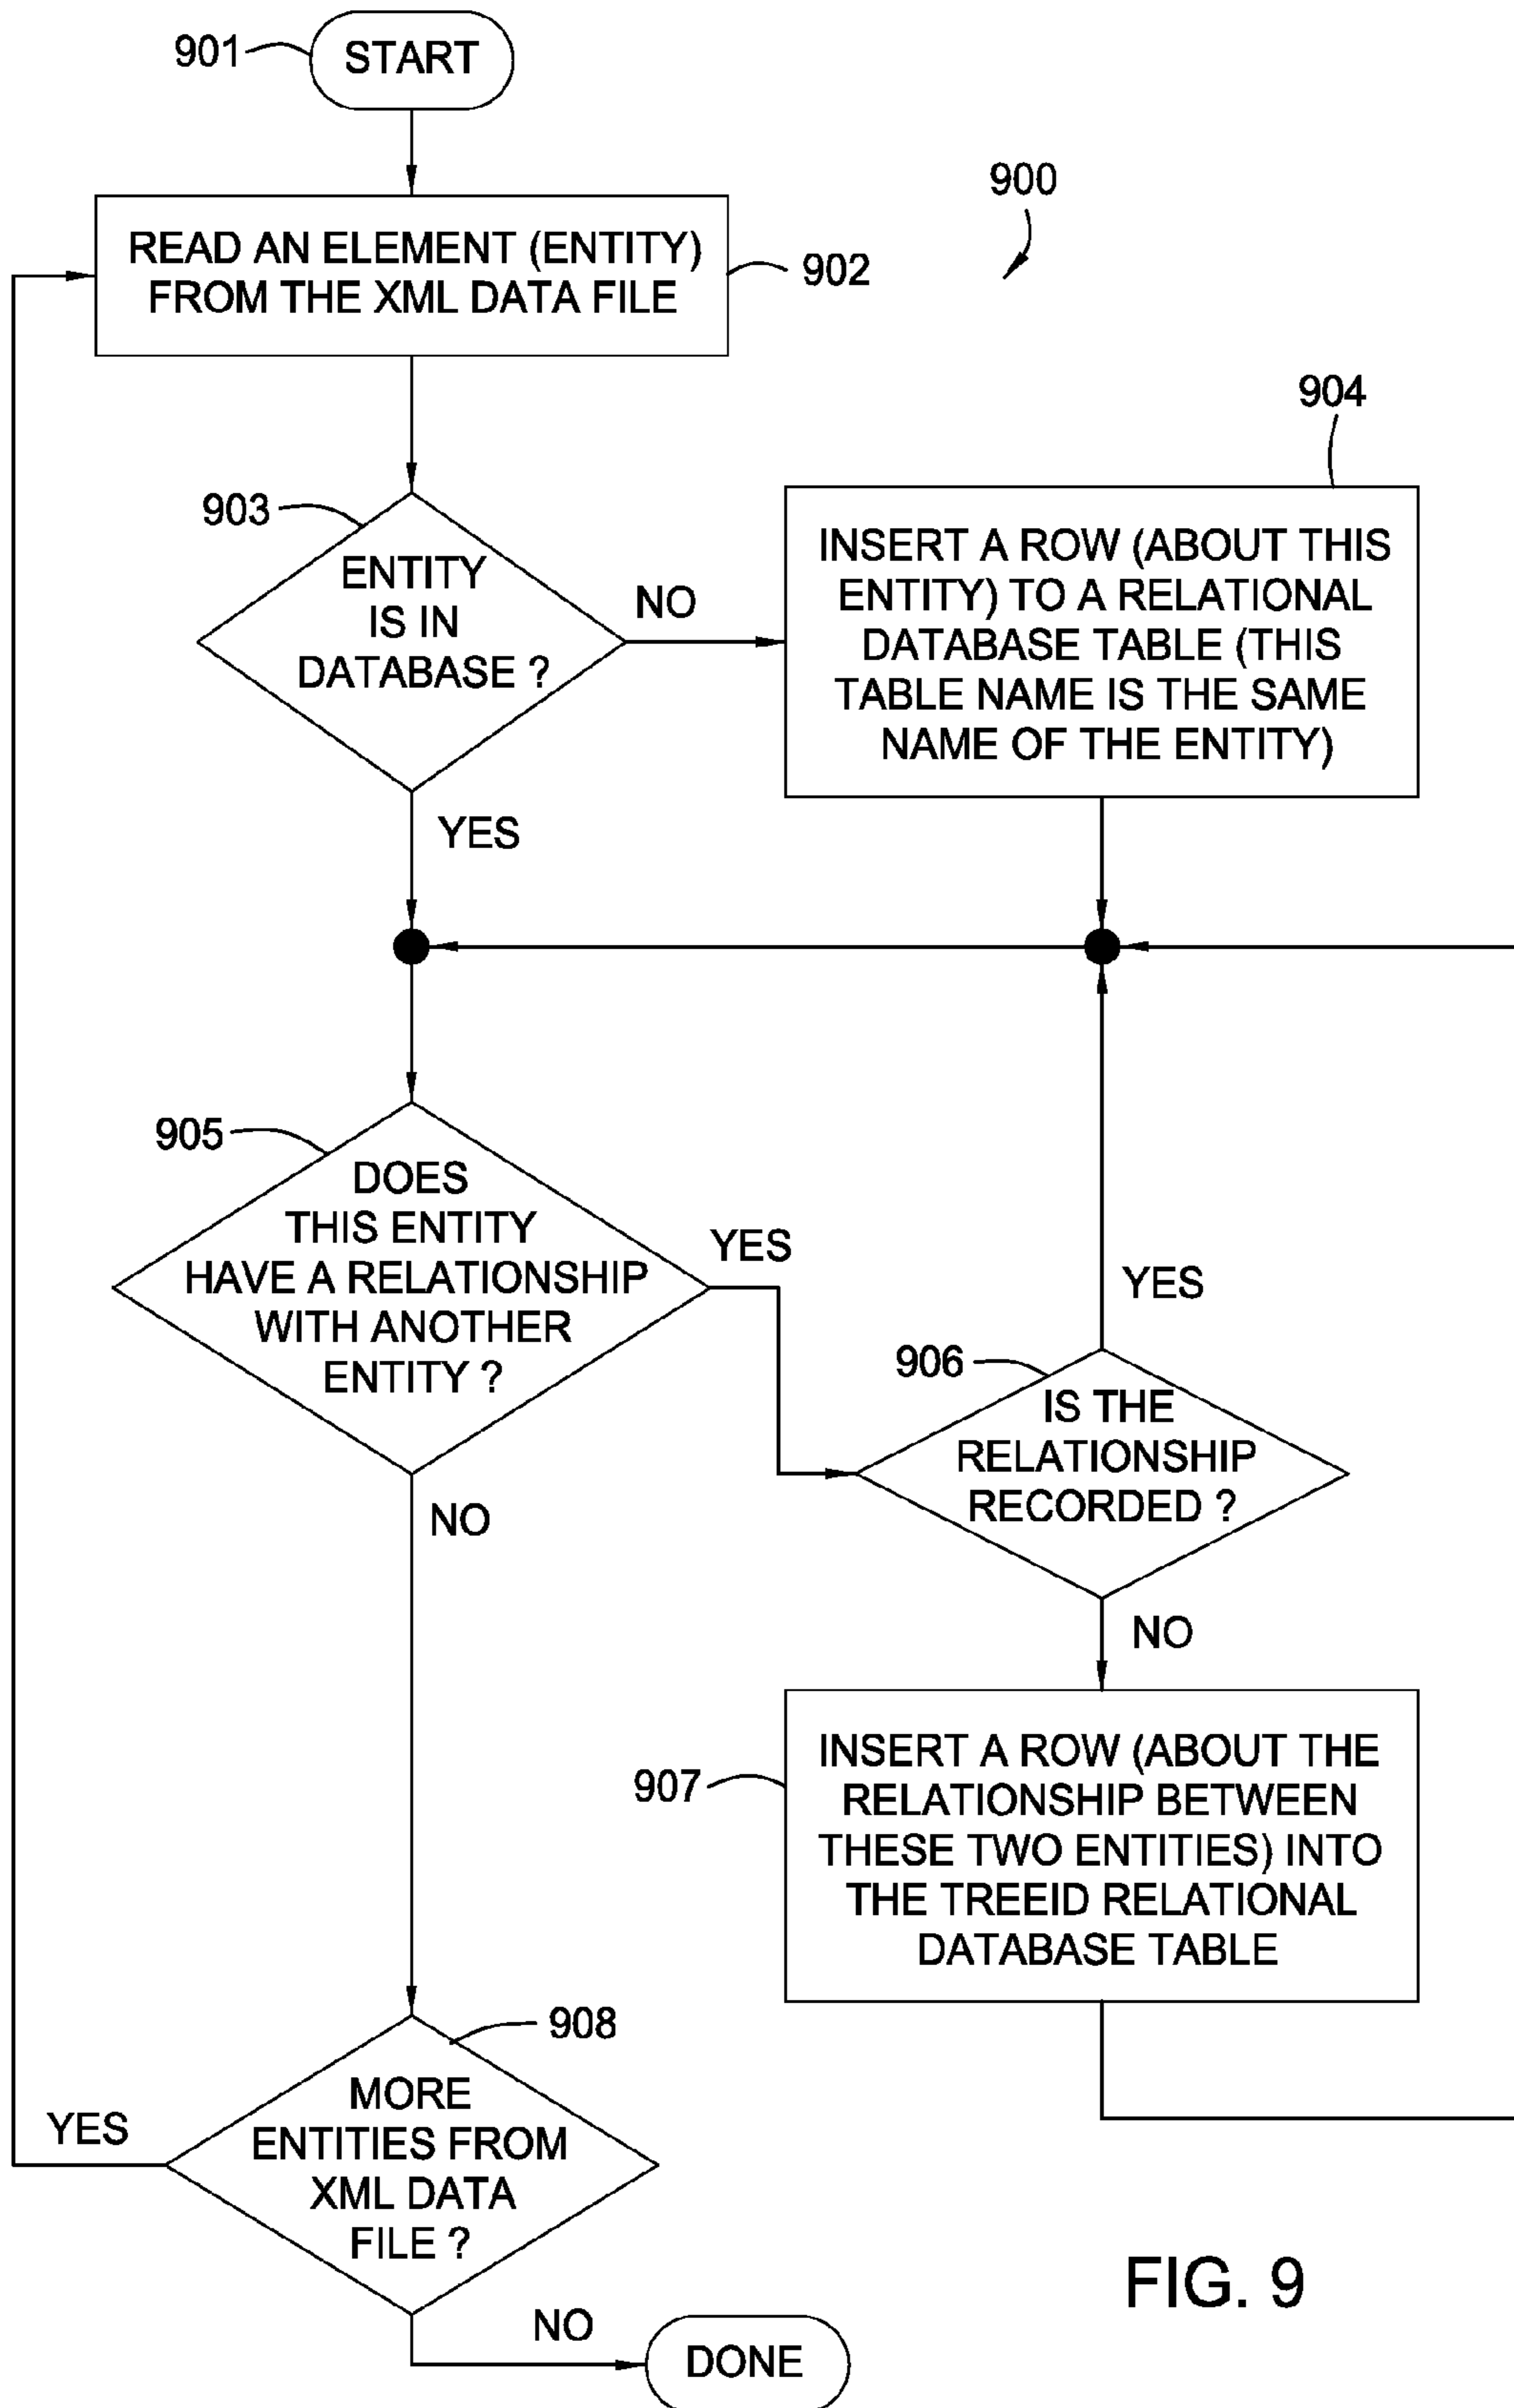 901
START
900
READ AN ELEMENT (ENTITY)
FROM THE XML DATA FILE
902
904
903
ENTITY
IS IN
DATABASE ?
NO
INSERT A ROW (ABOUT THIS
ENTITY) TO A RELATIONAL
DATABASE TABLE (THIS
TABLE NAME IS THE SAME
NAME OF THE ENTITY)
YES
905
DOES
THIS ENTITY
HAVE A RELATIONSHIP
WITH ANOTHER
ENTITY ?
YES
YES
906
IS THE
RELATIONSHIP
RECORDED ?
NO
NO
907
INSERT A ROW (ABOUT THE
RELATIONSHIP BETWEEN
THESE TWO ENTITIES) INTO
THE TREEID RELATIONAL
DATABASE TABLE
908
MORE
ENTITIES FROM
XML DATA
FILE ?
YES
NO
DONE
FIG. 9